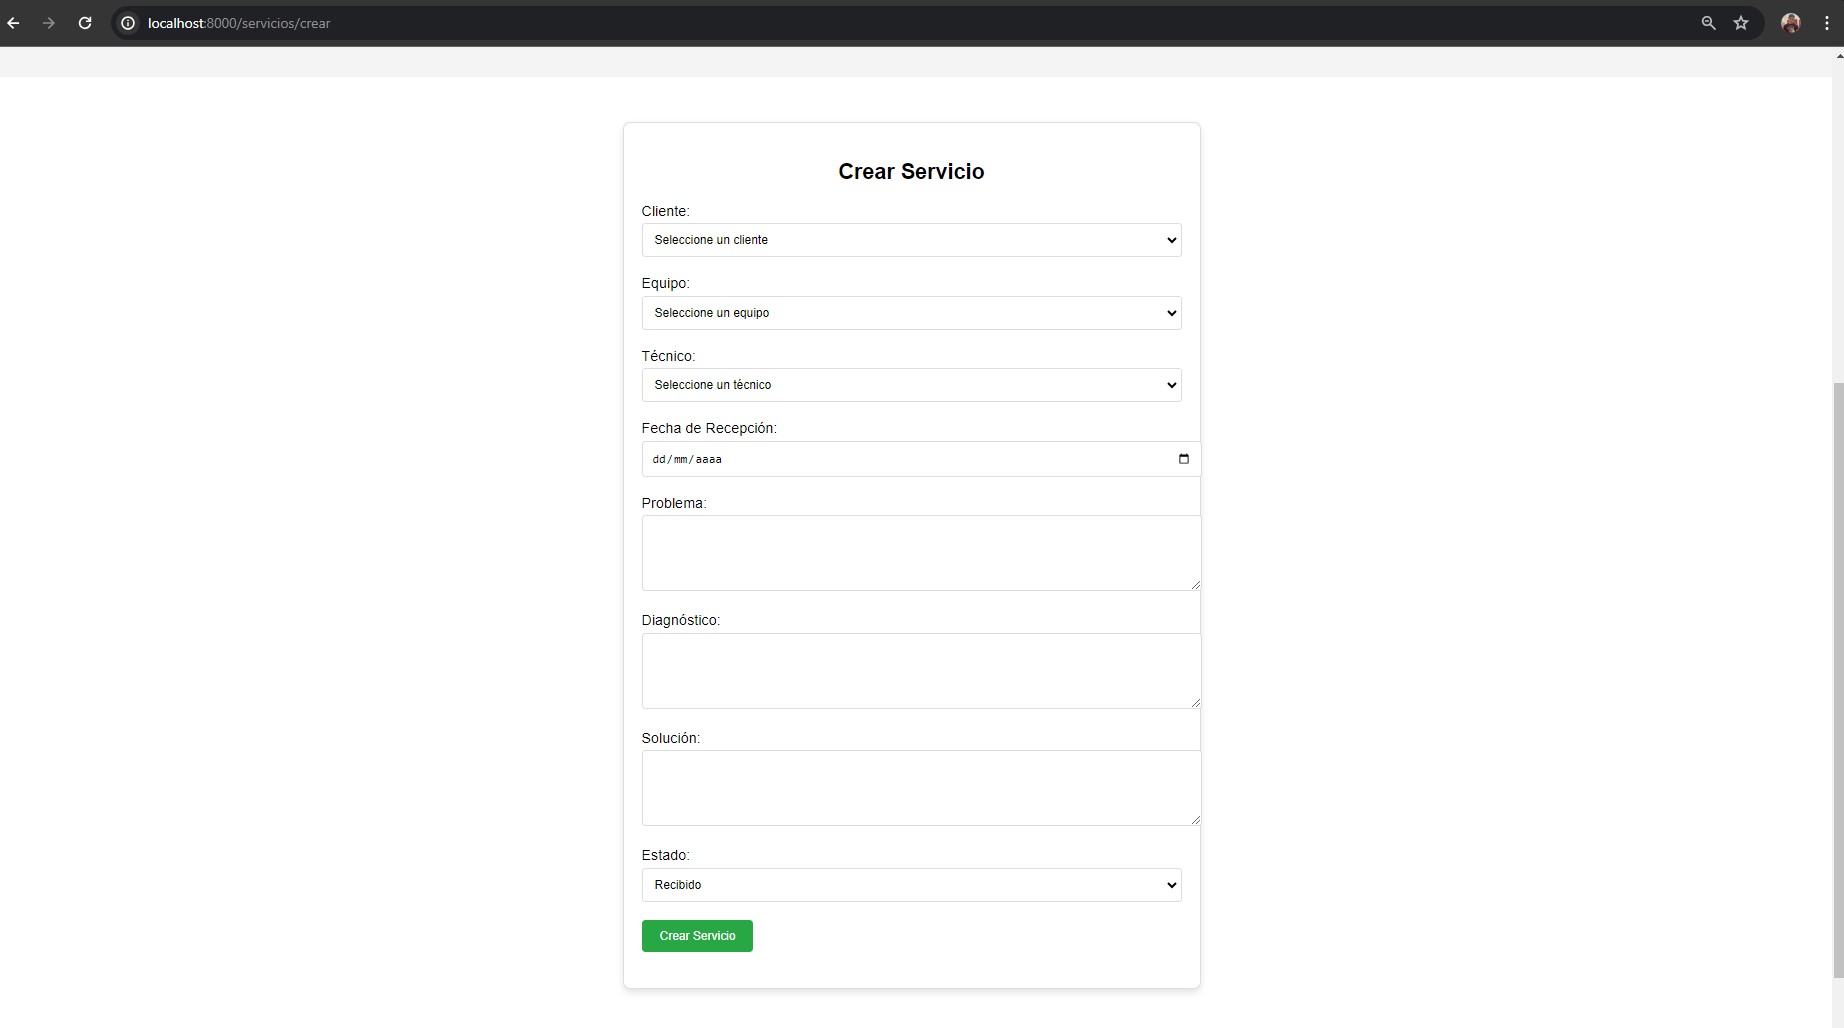 localhost:8000/servicios/crear
Crear Servicio
Cliente:
Seleccione un cliente
Equipo:
Seleccione un equipo
Técnico:
Seleccione un técnico
Fecha de Recepción:
dd/mm/aaaa
Problema:
Diagnóstico:
Solución:
Estado:
Recibido
Crear Servicio